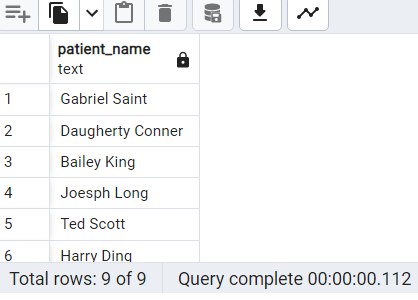 patient_name
text
1 Gabriel Saint
2 Daugherty Conner
3 Bailey King
4 Joesph Long
5 Ted Scott
6 Harry Ding
Total rows: 9 of 9 Query complete 00:00:00.112